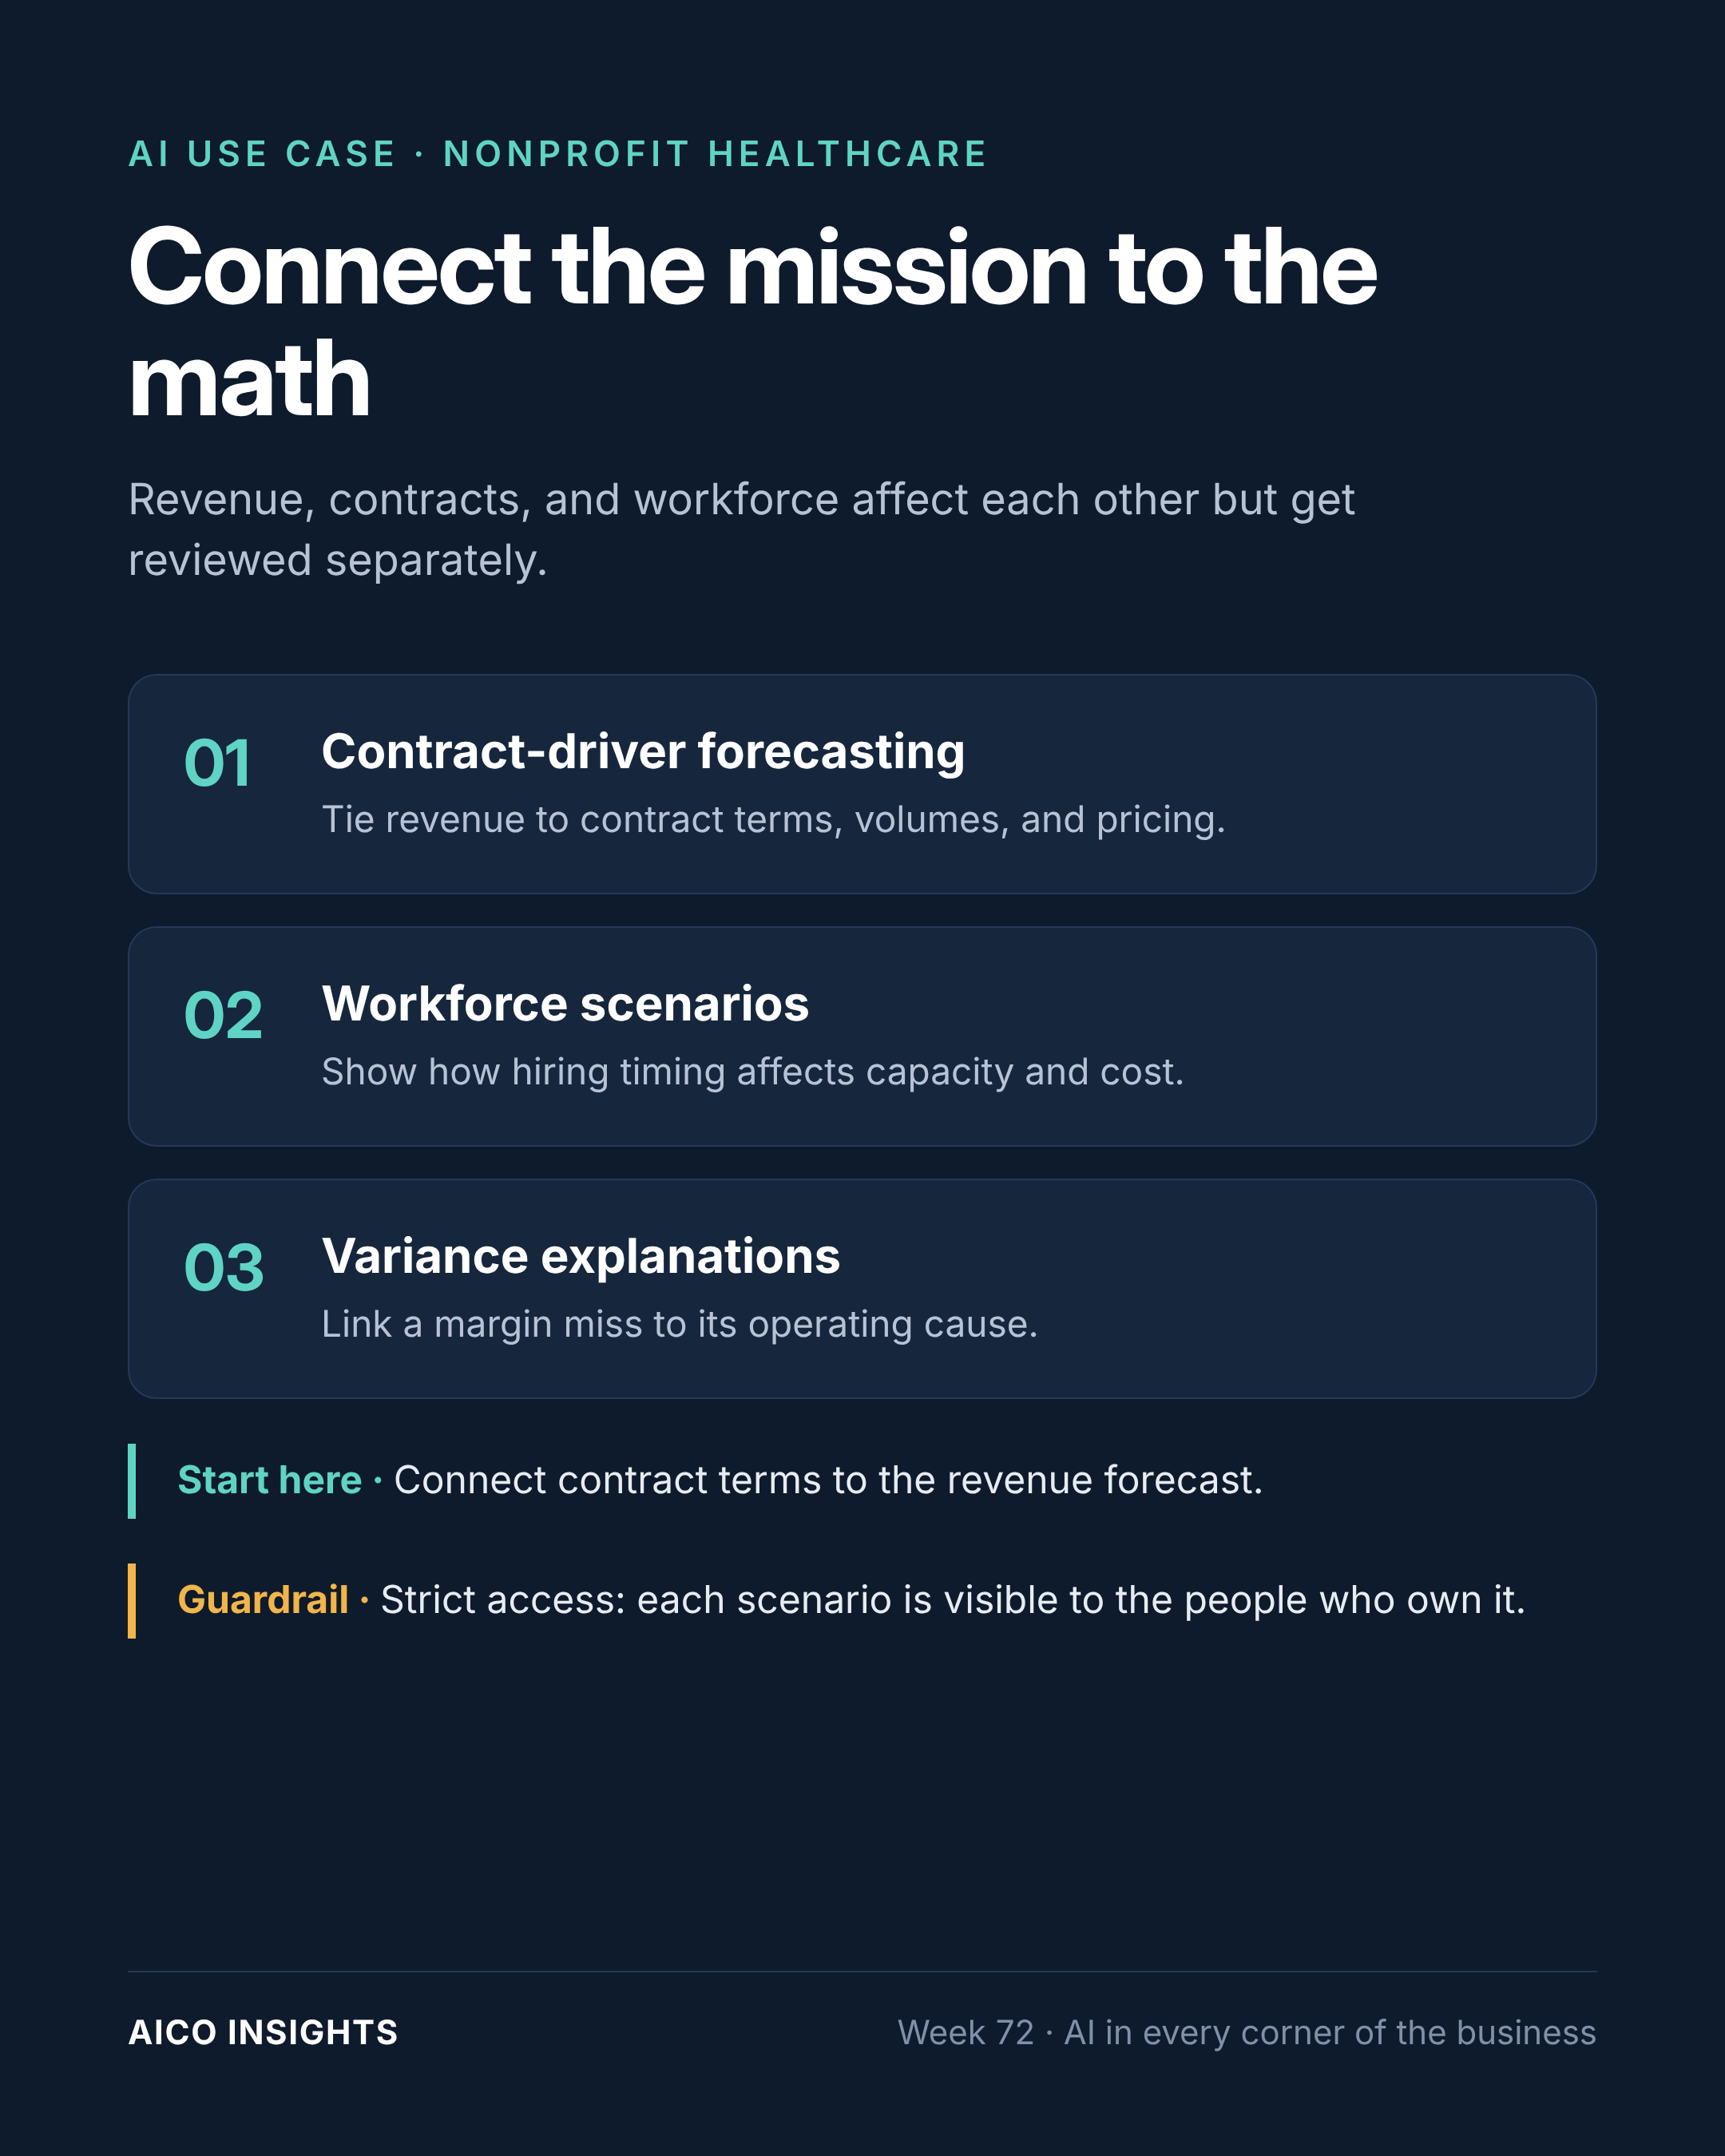 AI USE CASE · NONPROFIT HEALTHCARE
Connect the mission to the
math
Revenue, contracts, and workforce affect each other but get
reviewed separately.
01
Contract-driver forecasting
Tie revenue to contract terms, volumes, and pricing.
02
Workforce scenarios
Show how hiring timing affects capacity and cost.
03
Variance explanations
Link a margin miss to its operating cause.
Start here · Connect contract terms to the revenue forecast.
Guardrail · Strict access: each scenario is visible to the people who own it.
AICO INSIGHTS
Week 72 · AI in every corner of the business